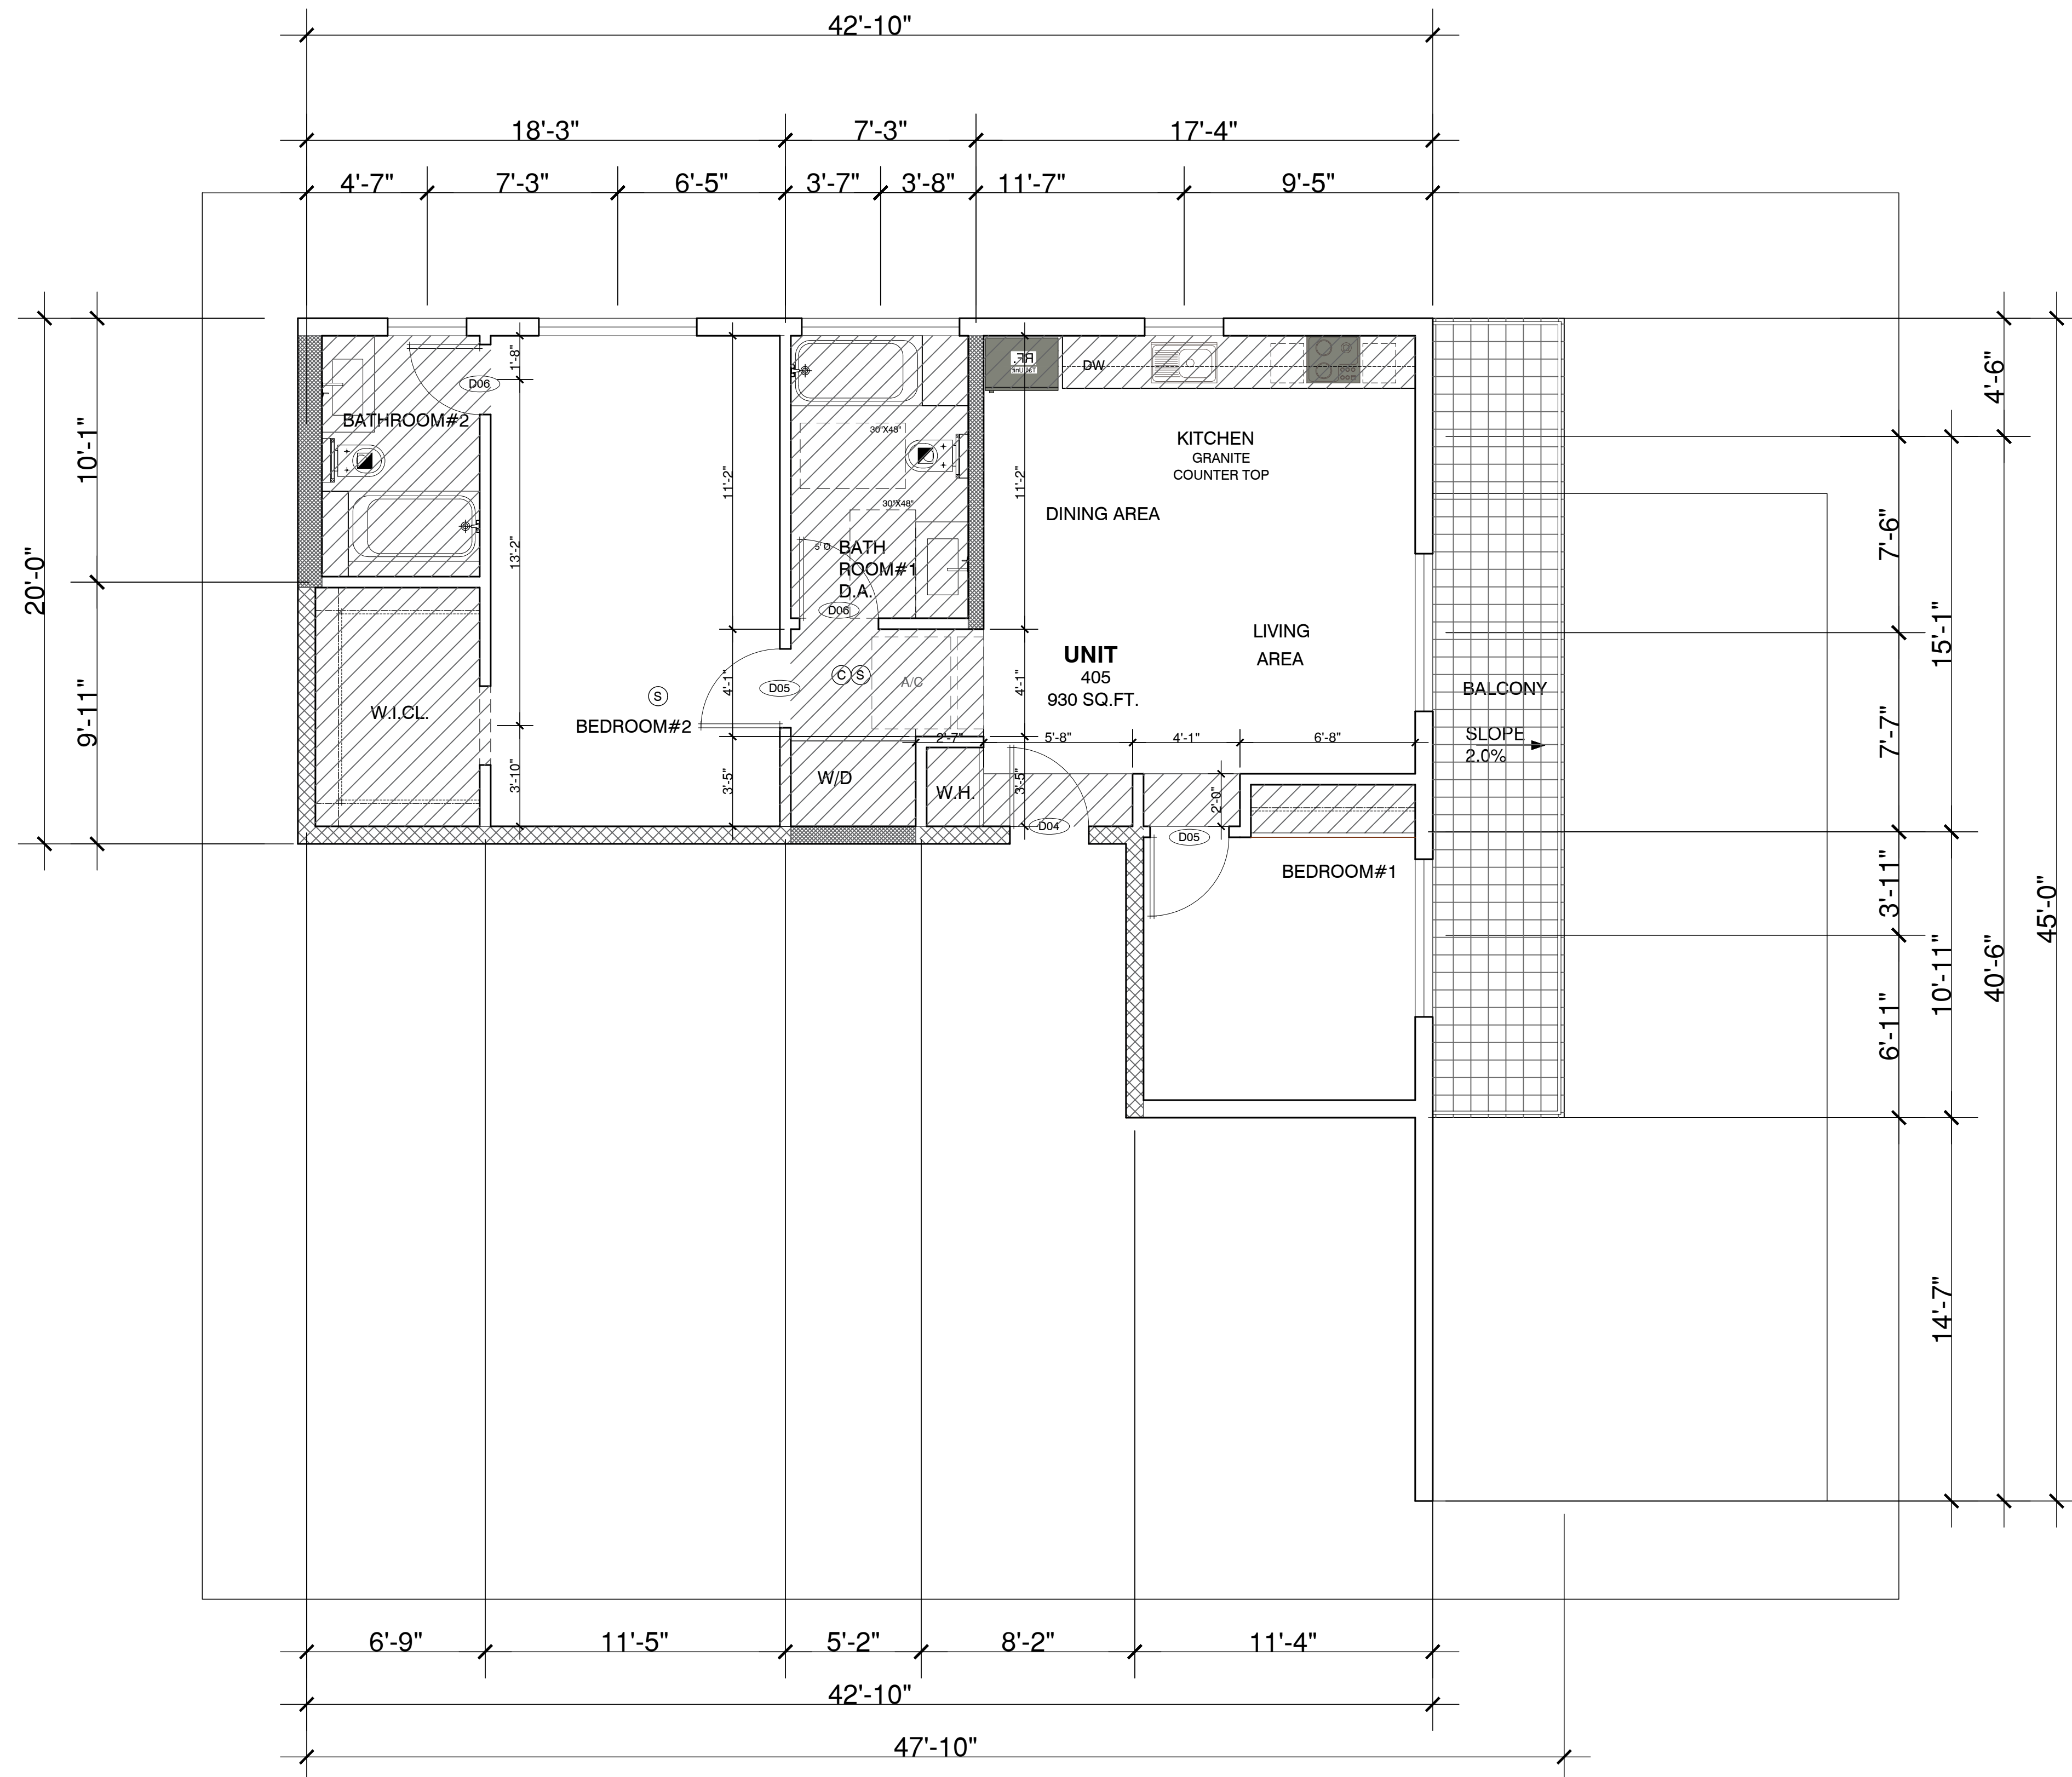 42'-10"
18'-3"
7'-3"
17'-4"
4'-7"
7'-3"
6'-5"
3'-7"
3'-8"
11'-7"
9'-5"
20'-0"
10'-1"
9'-11"
4'-6"
7'-6"
15'-1"
7'-7"
3'-11"
10'-11"
6'-11"
40'-6"
45'-0"
14'-7"
D06
BATHROOM#2
1'-8"
13'-2"
3'-10"
W.I.CL.
S
BEDROOM#2
11'-2"
4'-1"
3'-5"
D05
30"X48"
30"X48"
5' Ø
BATH
ROOM#1
D.A.
D06
C
S
A/C
W/D
W.H.
REF.
DW
11'-2"
4'-1"
3'-5"
KITCHEN
GRANITE
COUNTER TOP
DINING AREA
LIVING
AREA
UNIT
405
930 SQ.FT.
2'-7"
5'-8"
4'-1"
6'-8"
2'-0"
D04
D05
BEDROOM#1
BALCONY
SLOPE
2.0%
6'-9"
11'-5"
5'-2"
8'-2"
11'-4"
42'-10"
47'-10"